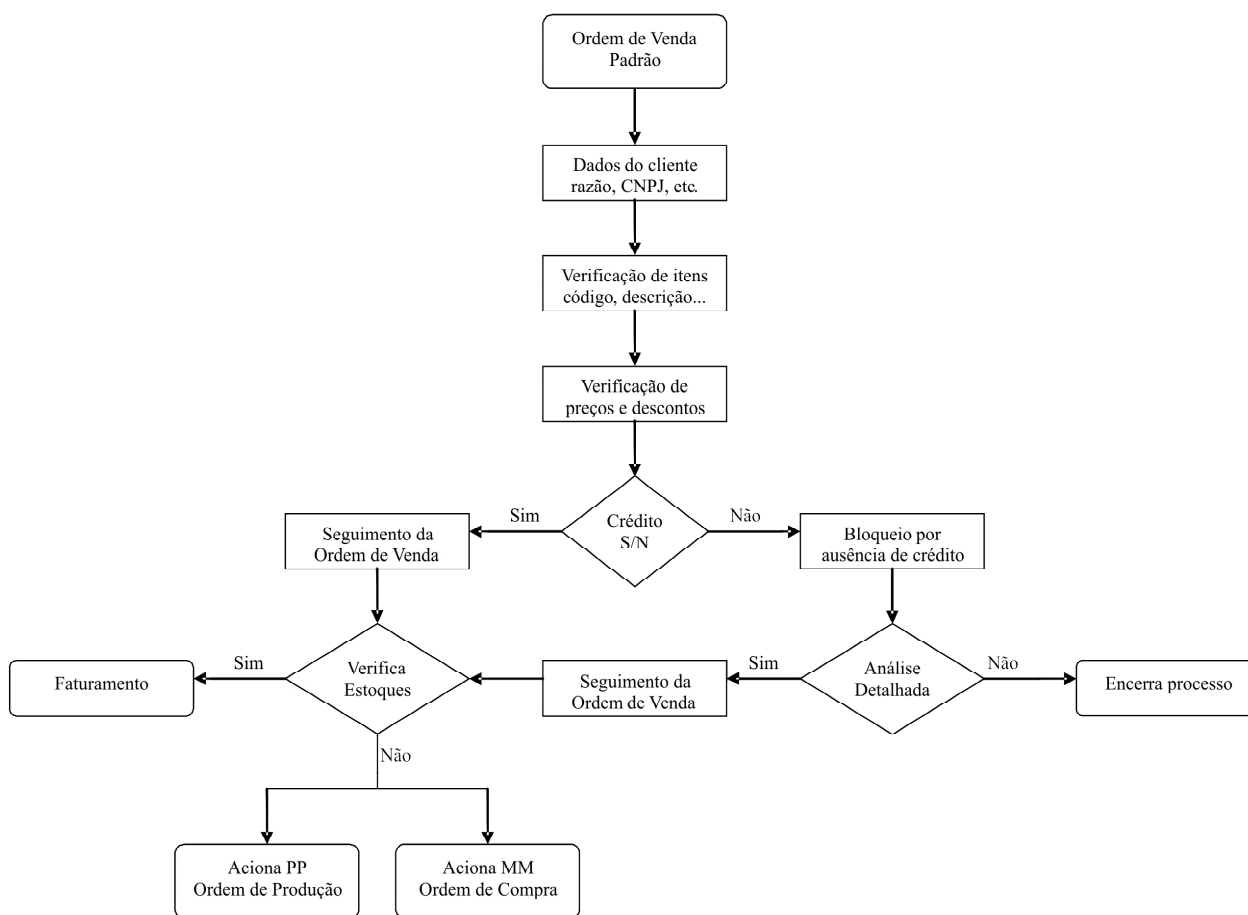 Ordem de Venda
Padrão
Dados do cliente
razão, CNPJ, etc.
Verificação de itens
código, descrição...
Verificação de
preços e descontos
Sim
Crédito
S/N
Não
Seguimento da
Ordem de Venda
Bloqueio por
ausência de crédito
Faturamento
Sim
Verifica
Estoques
Seguimento da
Ordem de Venda
Sim
Análise
Detalhada
Não
Encerra processo
Não
Aciona PP
Ordem de Produção
Aciona MM
Ordem de Compra